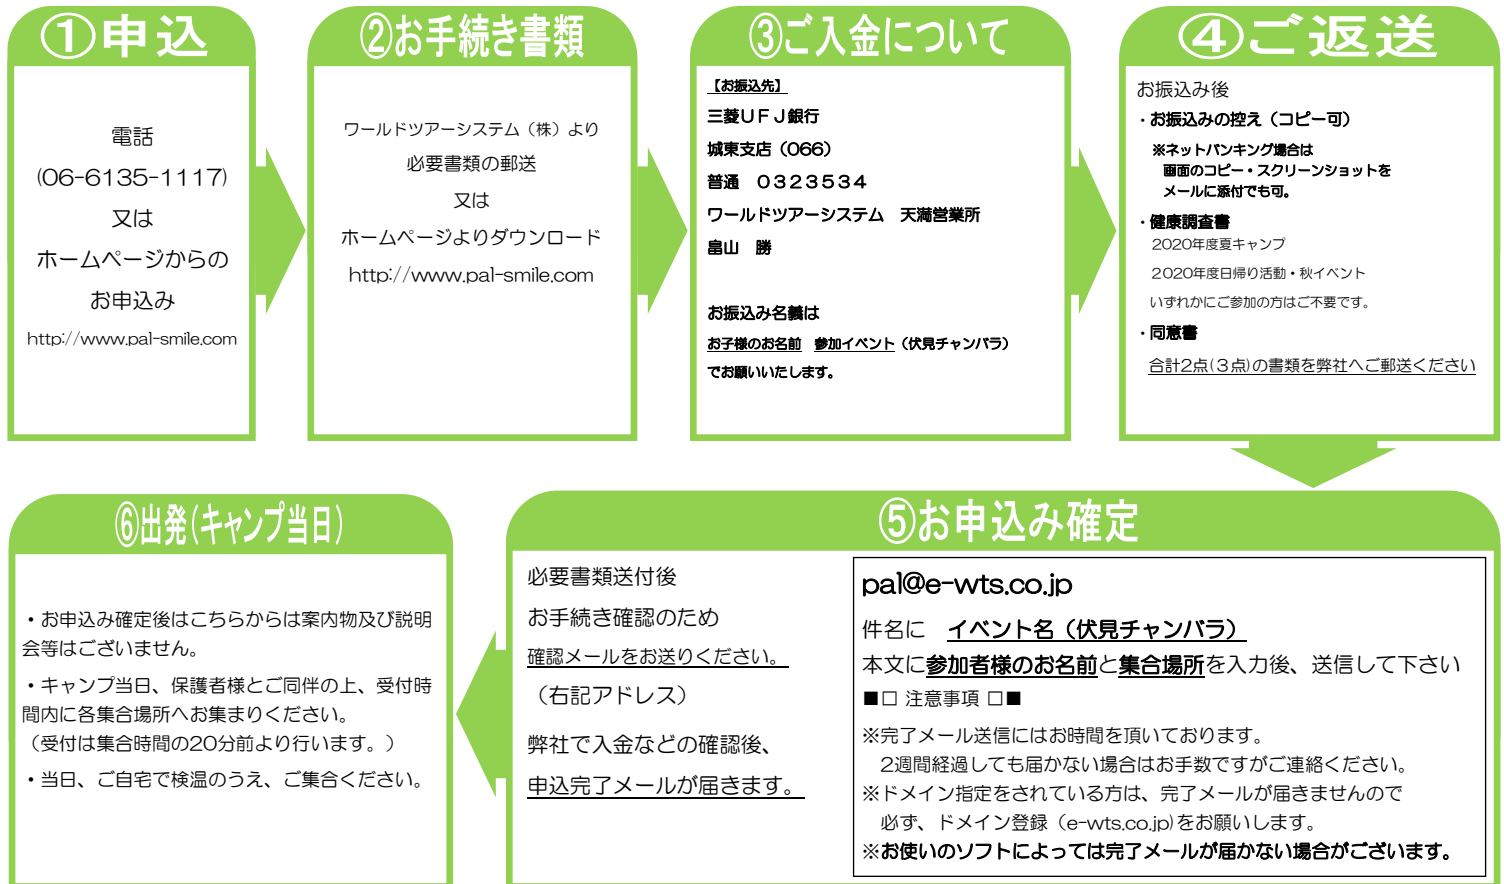 ①申込
電話
(06-6135-1117)
又は
ホームページからの
お申込み
http://www.pal-smile.com
②お手続き書類
ワールドツアーシステム（株）より
必要書類の郵送
又は
ホームページよりダウンロード
http://www.pal-smile.com
③ご入金について
【お振込先】
三菱ＵＦＪ銀行
城東支店（066）
普通　０３２３５３４
ワールドツアーシステム　天満営業所
畠山　勝
お振込み名義は
お子様のお名前　参加イベント（伏見チャンバラ）
でお願いいたします。
④ご返送
お振込み後
・お振込みの控え（コピー可）
※ネットバンキング場合は
画面のコピー・スクリーンショットを
メールに添付でも可。
・健康調査書
2020年度夏キャンプ
2020年度日帰り活動・秋イベント
いずれかにご参加の方はご不要です。
・同意書
合計2点(３点)の書類を弊社へご郵送ください
⑤お申込み確定
必要書類送付後
お手続き確認のため
確認メールをお送りください。
（右記アドレス）
弊社で入金などの確認後、
申込完了メールが届きます。
pal@e-wts.co.jp
件名に　イベント名（伏見チャンバラ）
本文に参加者様のお名前と集合場所を入力後、送信して下さい
■□ 注意事項 □■
※完了メール送信にはお時間を頂いております。
2週間経過しても届かない場合はお手数ですがご連絡ください。
※ドメイン指定をされている方は、完了メールが届きませんので
必ず、ドメイン登録（e-wts.co.jp)をお願いします。
※お使いのソフトによっては完了メールが届かない場合がございます。
⑥出発(キャンプ当日)
・お申込み確定後はこちらからは案内物及び説明
会等はございません。
・キャンプ当日、保護者様とご同伴の上、受付時
間内に各集合場所へお集まりください。
（受付は集合時間の20分前より行います。）
・当日、ご自宅で検温のうえ、ご集合ください。